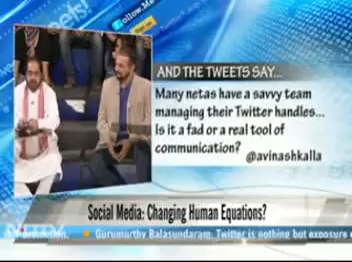 AND THE TWEETS SAY...
Many netas have a savvy team
managing their Twitter handles...
Is it a fad or a real tool of
communication?
@avinashkalla
Social Media: Changing Human Equations?
Gurumurthy Balasundaram: Twitter is nothing but exposure